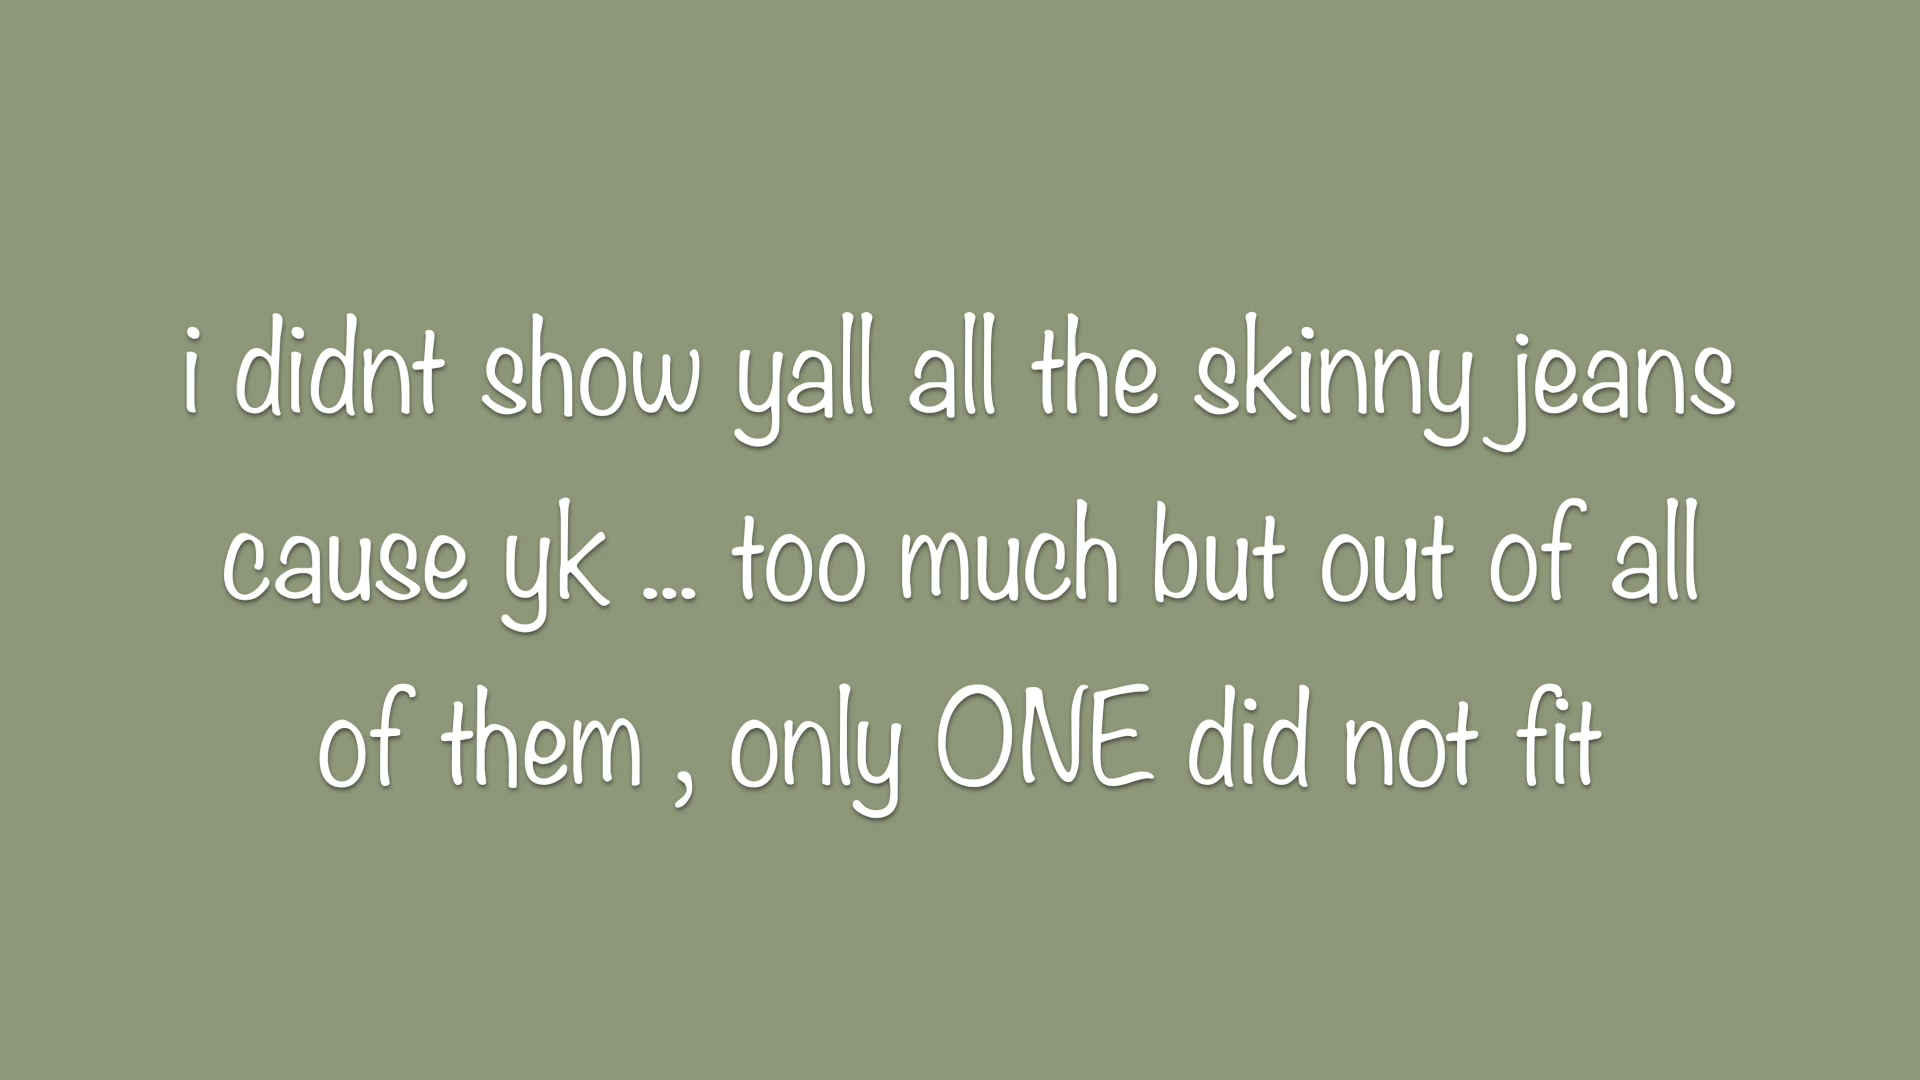 i didnt show yall all the skinny jeans
cause yk ... too much but out of all
of them , only ONE did not fit